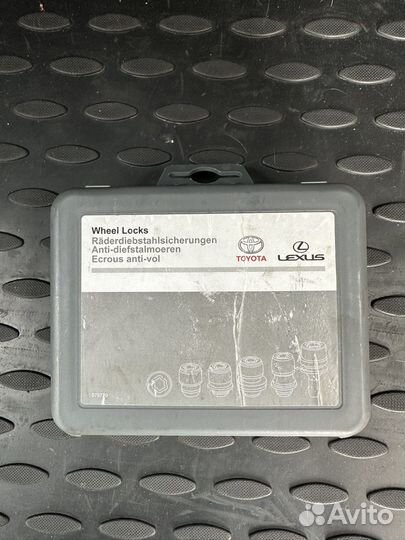 Wheel Locks
Räderdiebstahlsicherungen
Anti-diefstalmoeren
Ecrous anti-vol
TOYOTA
LEXUS
Avito